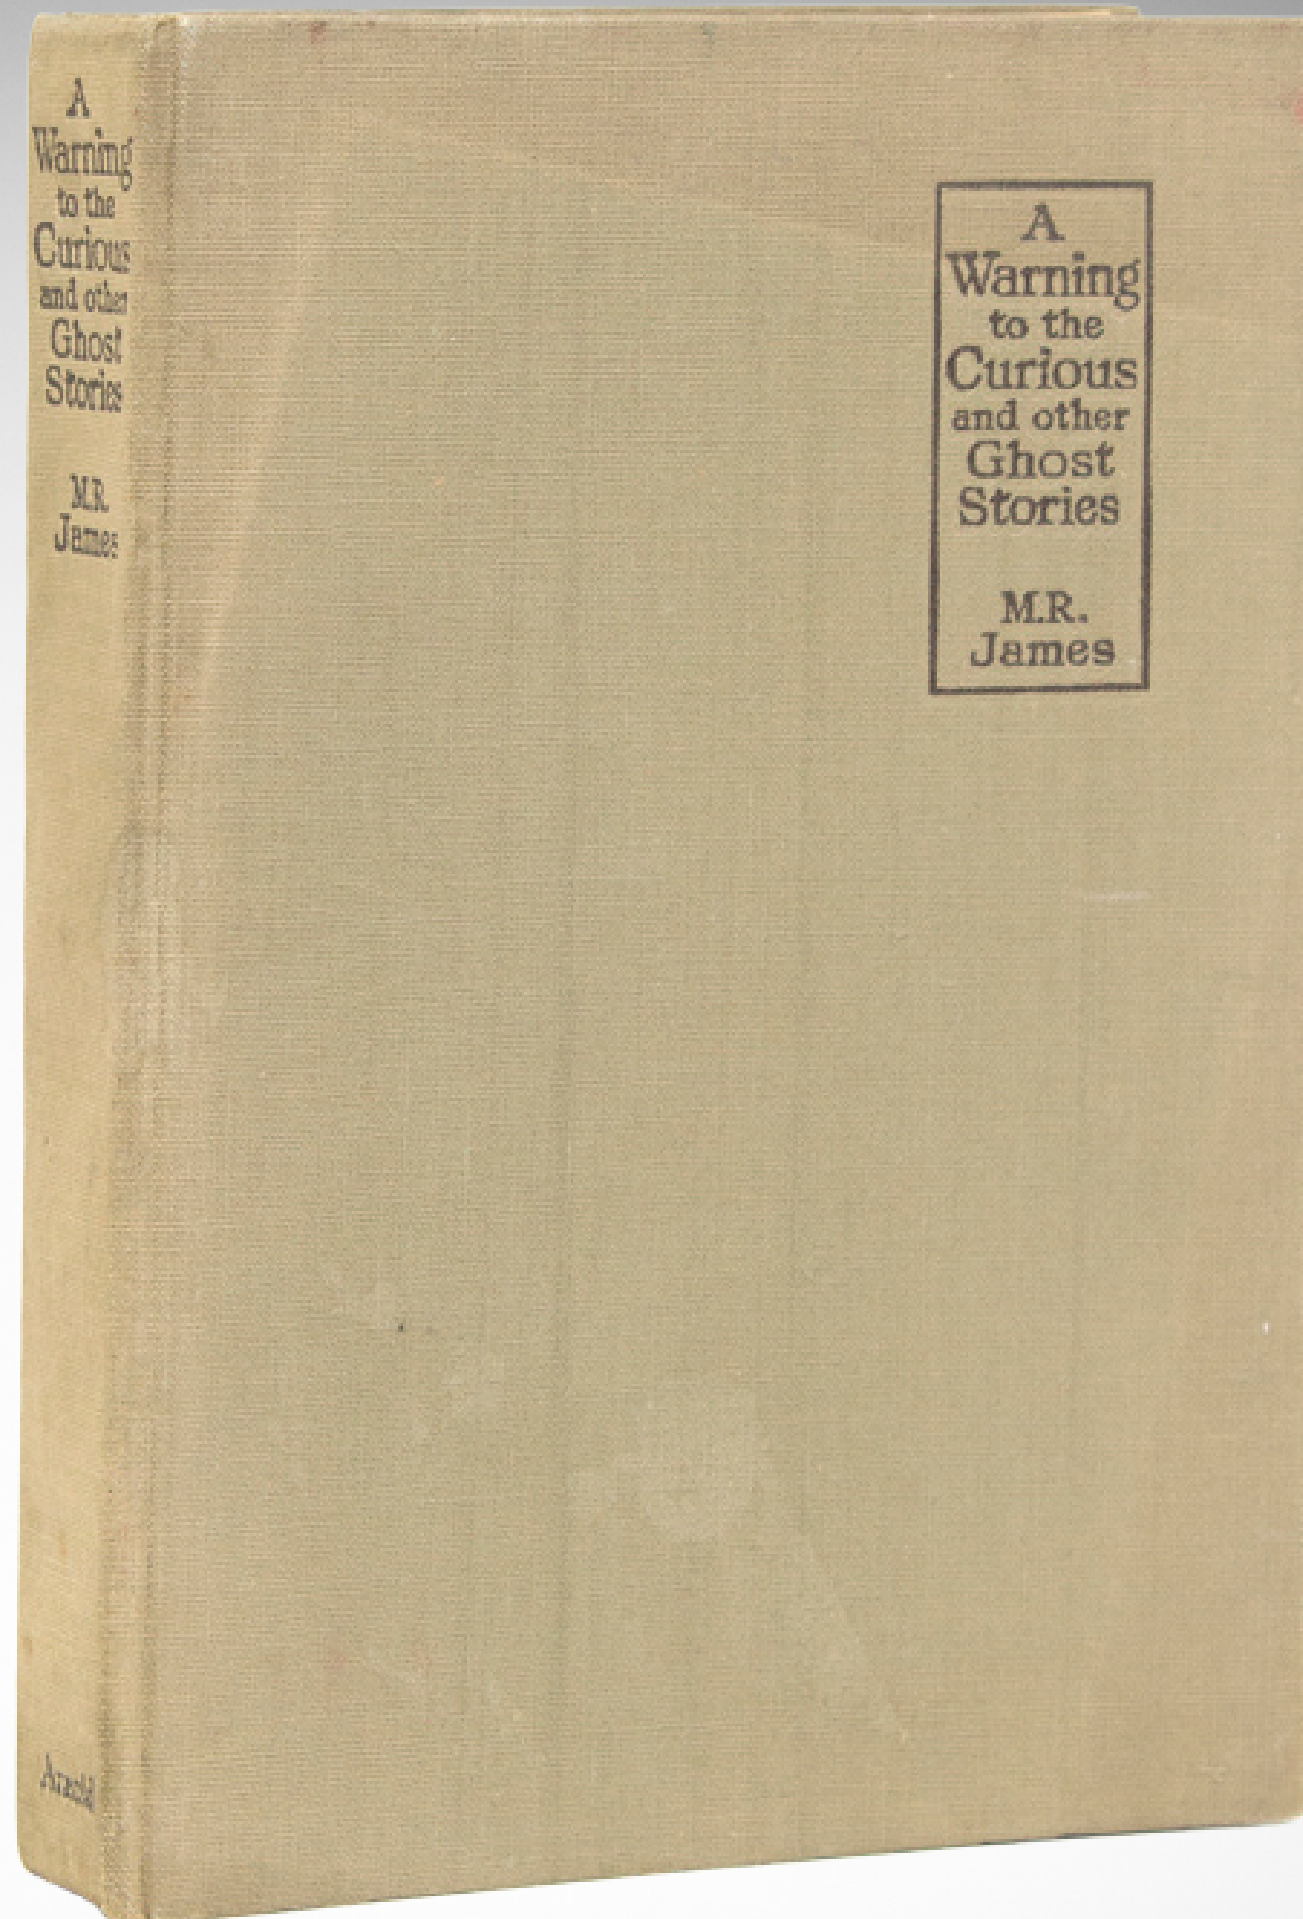 A
Warning
to the
Curious
and other
Ghost
Stories
M.R.
James
Arnold
A
Warning
to the
Curious
and other
Ghost
Stories
M.R.
James